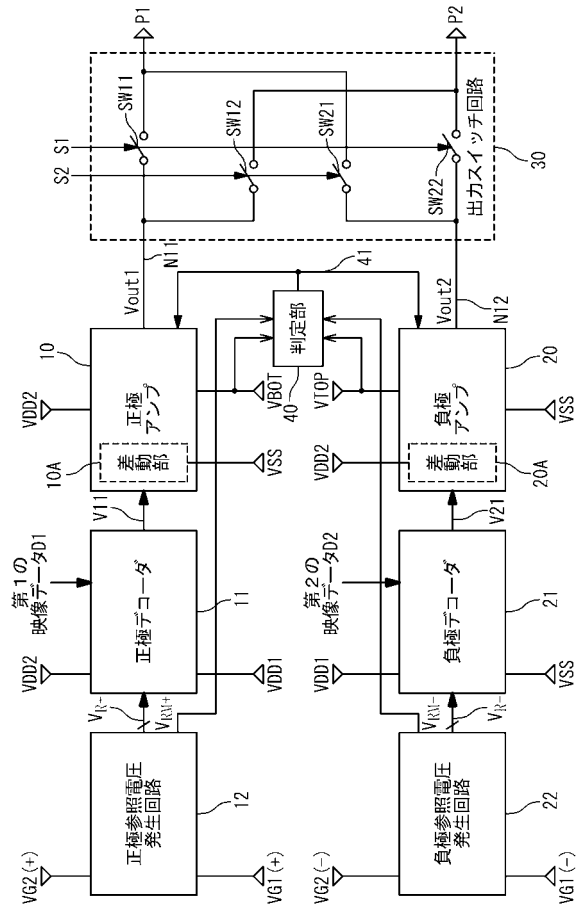 VG2(+)
正極参照電圧
発生回路
12
VG1(+)
VR+
VRM+
第1の
映像データD1
VDD2
正極デコーダ
11
VDD1
V11
VDD2
10
10A
差動部
正極
アンプ
VSS
VBOT
Vout1
N11
判定部
40
41
S1
S2
SW11
SW12
SW21
SW22
出力スイッチ回路
30
P1
P2
VG2(-)
負極参照電圧
発生回路
22
VG1(-)
VRM-
VR-
第2の
映像データD2
VDD1
負極デコーダ
21
VSS
V21
VDD2
VTOP
差動部
20A
負極
アンプ
20
VSS
Vout2
N12